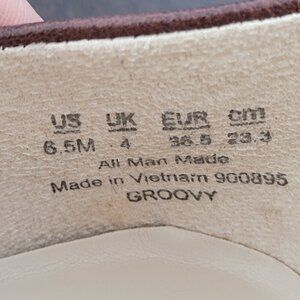 US UK EUR cm
6.5M 4 36.5 23.3
All Man Made
Made in Vietnam 900895
GROOVY